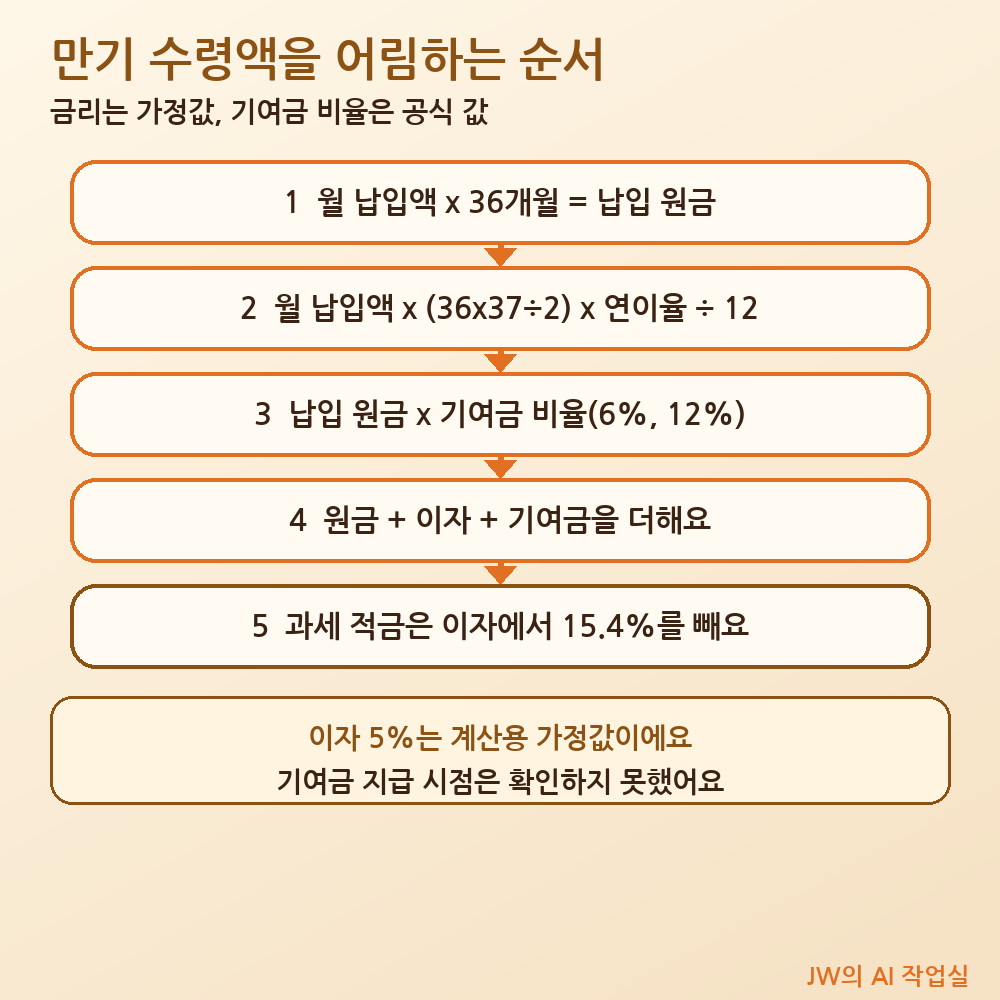 만기 수령액을 어림하는 순서
금리는 가정값, 기여금 비율은 공식 값
1 월 납입액 x 36개월 = 납입 원금
2 월 납입액 x (36x37÷2) x 연이율 ÷ 12
3 납입 원금 x 기여금 비율(6%, 12%)
4 원금 + 이자 + 기여금을 더해요
5 과세 적금은 이자에서 15.4%를 빼요
이자 5%는 계산용 가정값이에요
기여금 지급 시점은 확인하지 못했어요
JW의 AI 작업실